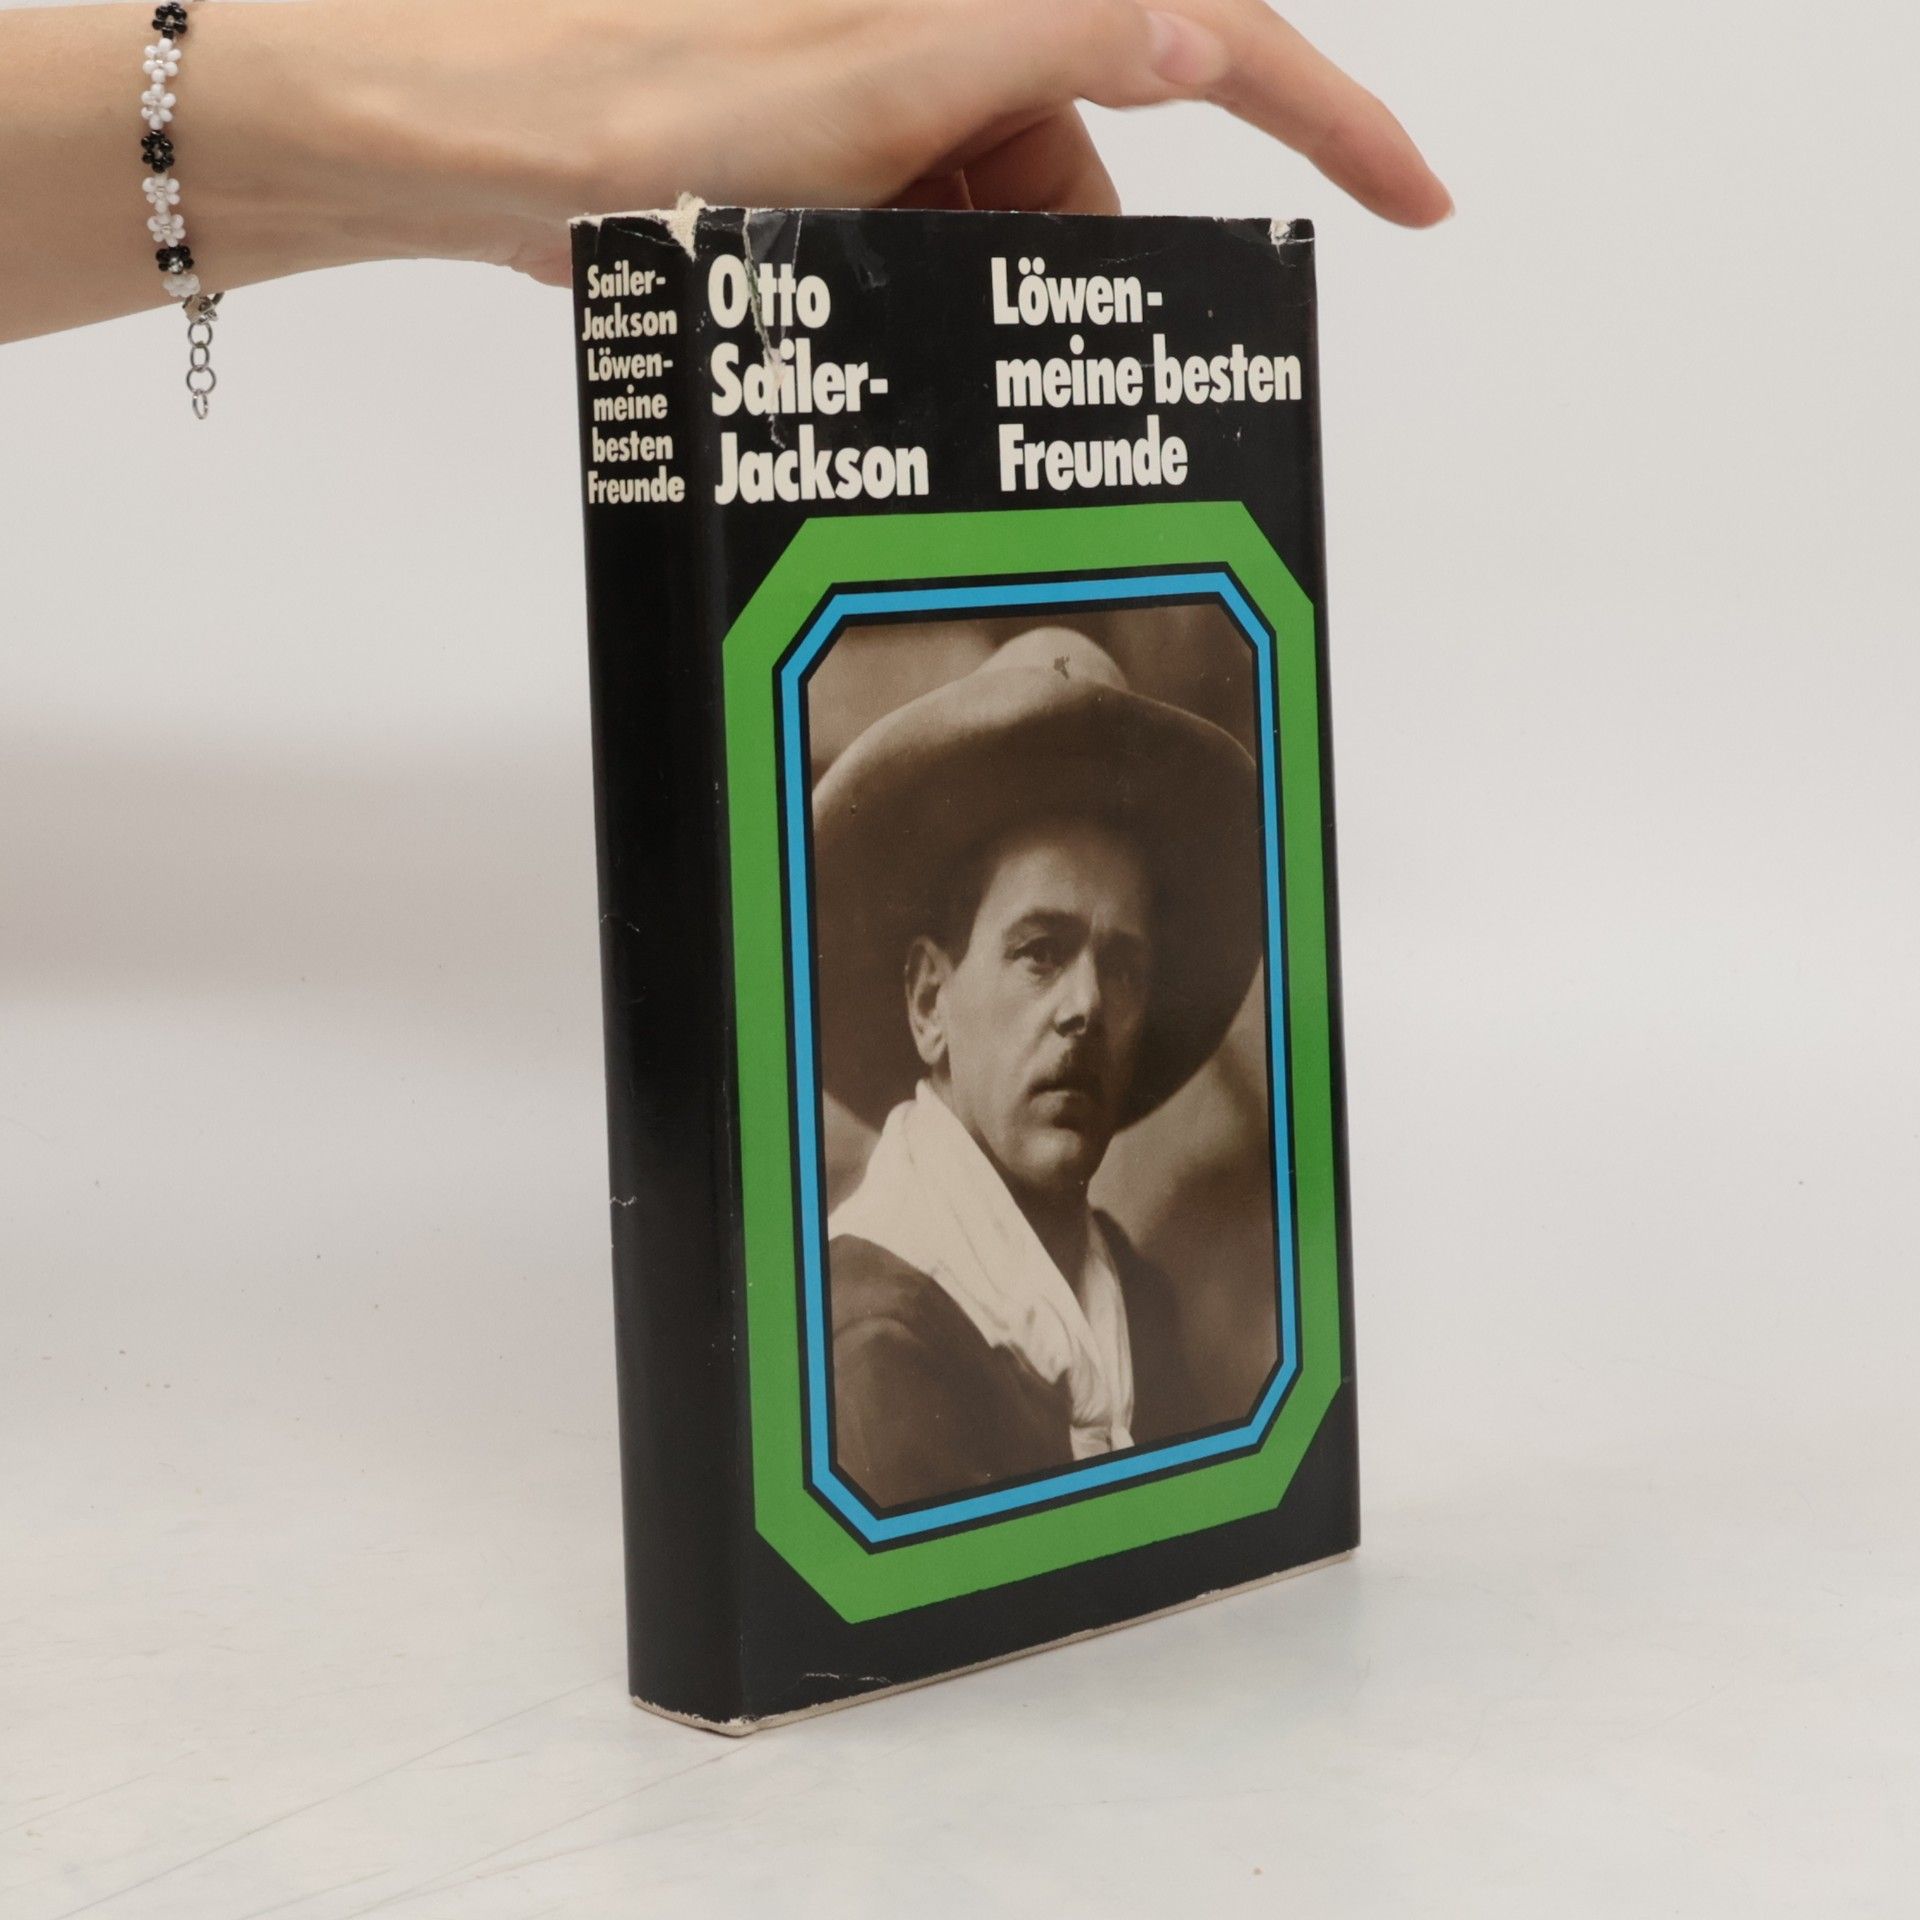 Sailer-
Jackson
Löwen-
meine
besten
Freunde
Otto
Sailer-
Jackson
Löwen-
meine besten
Freunde